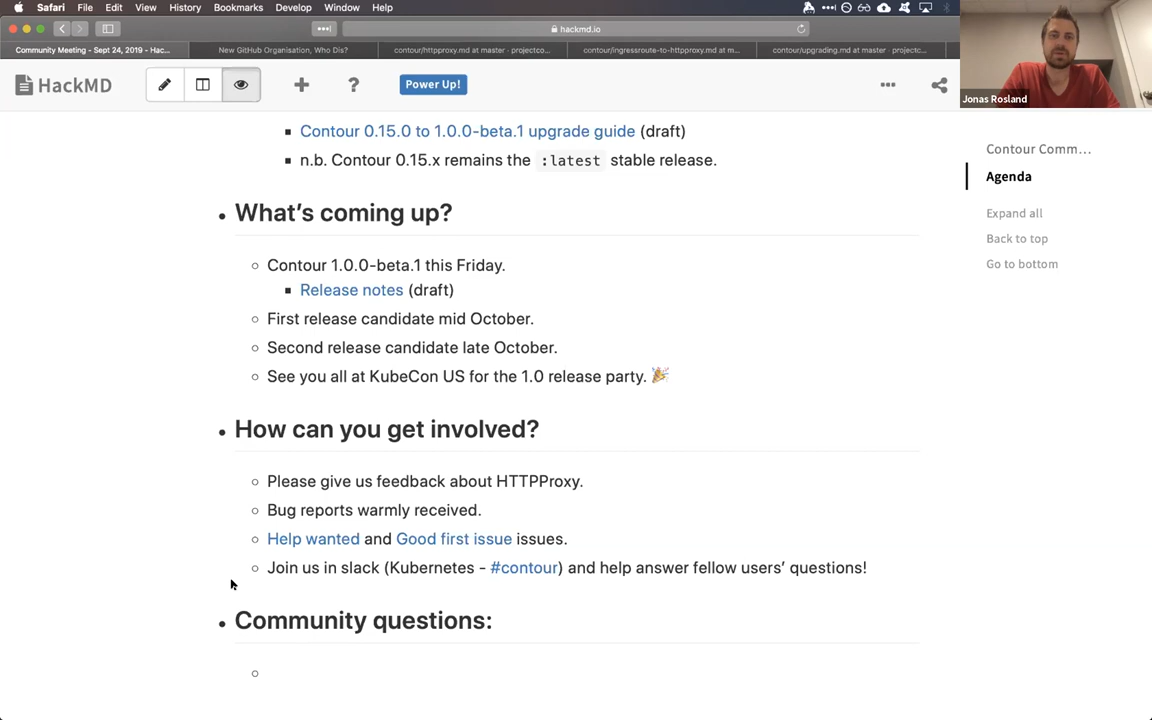 Safari File Edit View History Bookmarks Develop Window Help
hackmd.io
Community Meeting - Sept 24, 2019 - Hac...
New GitHub Organisation, Who Dis?
contour/httpproxy.md at master · projectco...
contour/ingressroute-to-httpproxy.md at m...
contour/upgrading.md at master · projectc...
HackMD
Power Up!
Jonas Rosland
Contour 0.15.0 to 1.0.0-beta.1 upgrade guide (draft)
n.b. Contour 0.15.x remains the :latest stable release.
What's coming up?
Contour 1.0.0-beta.1 this Friday.
Release notes (draft)
First release candidate mid October.
Second release candidate late October.
See you all at KubeCon US for the 1.0 release party. 🎉
How can you get involved?
Please give us feedback about HTTPProxy.
Bug reports warmly received.
Help wanted and Good first issue issues.
Join us in slack (Kubernetes - #contour) and help answer fellow users' questions!
Community questions:
Contour Comm...
Agenda
Expand all
Back to top
Go to bottom